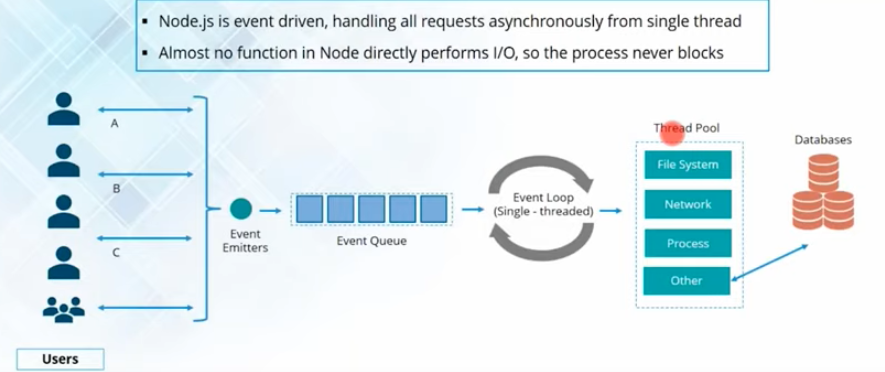 Node.js is event driven, handling all requests asynchronously from single thread
Almost no function in Node directly performs I/O, so the process never blocks
A
B
C
Users
Event
Emitters
Event Queue
Event Loop
(Single - threaded)
Thread Pool
File System
Network
Process
Other
Databases